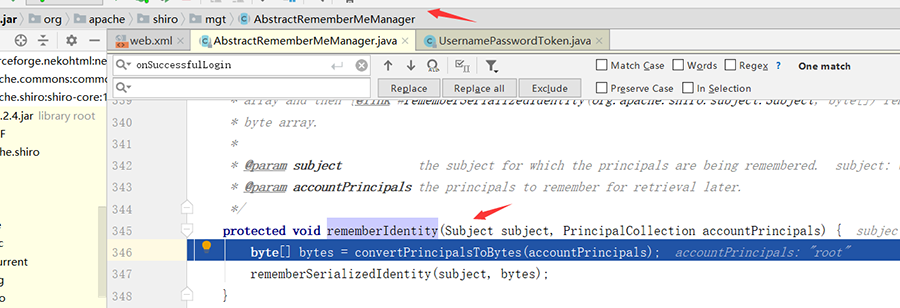 .jar org apache shiro mgt AbstractRememberMeManager
web.xml AbstractRememberMeManager.java UsernamePasswordToken.java
onSuccessfulLogin Match Case Words Regex ? One match
Replace Replace all Exclude Preserve Case In Selection
rceforge.nekohtml:ne
che.commons:comm
che.shiro:shiro-core:1
.2.4.jar library root
F
che.shiro
c
urrent
g
339 * array and then {@link #rememberSerializedIdentity(org.apache.shiro.subject.Subject, byte[]) re
340 * byte array.
341 *
342 * @param subject the subject for which the principals are being remembered. subject:
343 * @param accountPrincipals the principals to remember for retrieval later.
344 */
345 protected void rememberIdentity(Subject subject, PrincipalCollection accountPrincipals) { subjec
346 byte[] bytes = convertPrincipalsToBytes(accountPrincipals); accountPrincipals: "root"
347 rememberSerializedIdentity(subject, bytes);
348 }